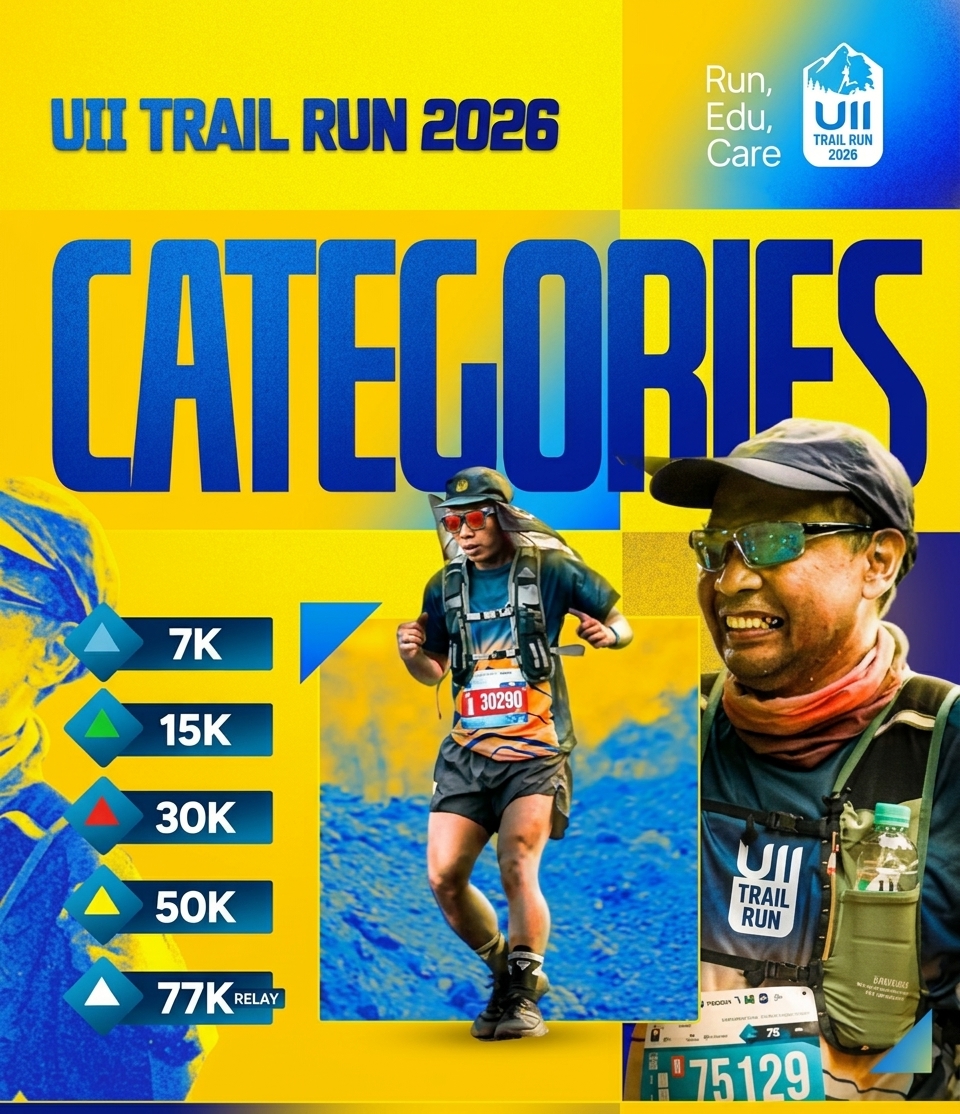 UII TRAIL RUN 2026
Run,
Edu,
Care
UII
TRAIL RUN
2026
CATEGORIES
7K
15K
30K
50K
77K RELAY
30290
UII
TRAIL
RUN
75
75129